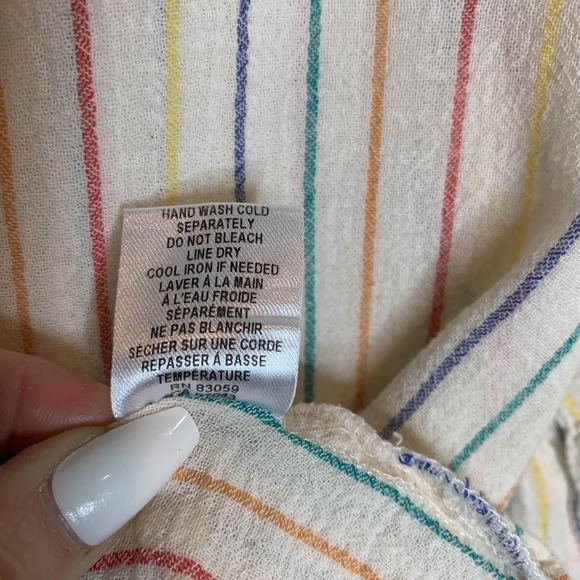 HAND WASH COLD
SEPARATELY
DO NOT BLEACH
LINE DRY
COOL IRON IF NEEDED
LAVER À LA MAIN
À L'EAU FROIDE
SÉPARÉMENT
NE PAS BLANCHIR
SÉCHER SUR UNE CORDE
REPASSER À BASSE
TEMPÉRATURE
RN 83059